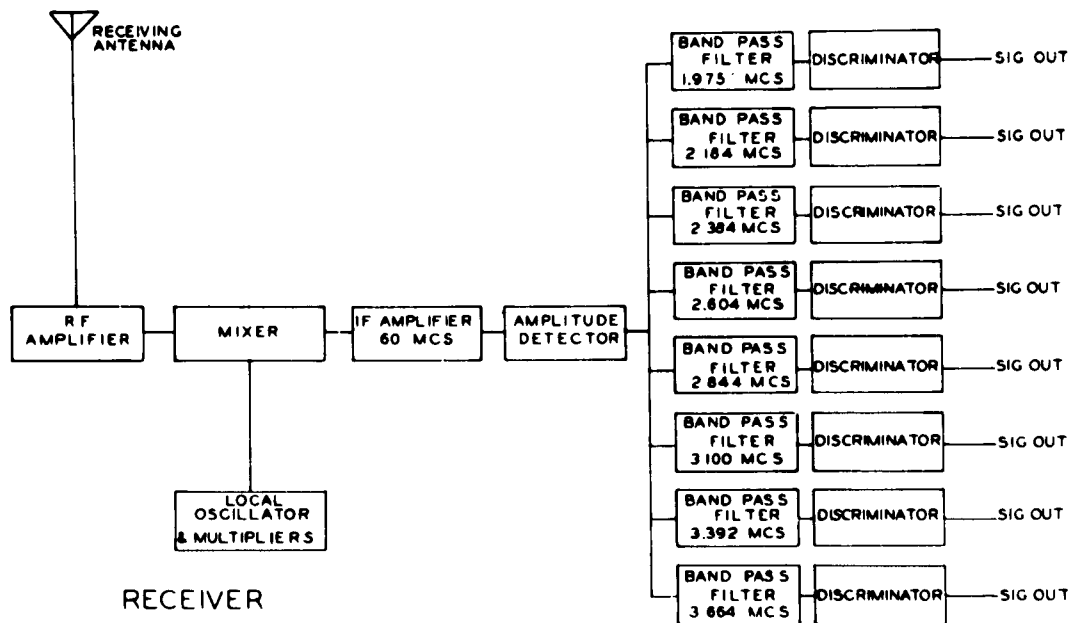 RECEIVING
ANTENNA
RF
AMPLIFIER
MIXER
IF AMPLIFIER
60 MCS
AMPLITUDE
DETECTOR
LOCAL
OSCILLATOR
& MULTIPLIERS
RECEIVER
BAND PASS
FILTER
1.975 MCS
DISCRIMINATOR
SIG OUT
BAND PASS
FILTER
2 184 MCS
DISCRIMINATOR
SIG OUT
BAND PASS
FILTER
2 384 MCS
DISCRIMINATOR
SIG OUT
BAND PASS
FILTER
2.604 MCS
DISCRIMINATOR
SIG OUT
BAND PASS
FILTER
2 844 MCS
DISCRIMINATOR
SIG OUT
BAND PASS
FILTER
3 100 MCS
DISCRIMINATOR
SIG OUT
BAND PASS
FILTER
3.392 MCS
DISCRIMINATOR
SIG OUT
BAND PASS
FILTER
3 664 MCS
DISCRIMINATOR
SIG OUT